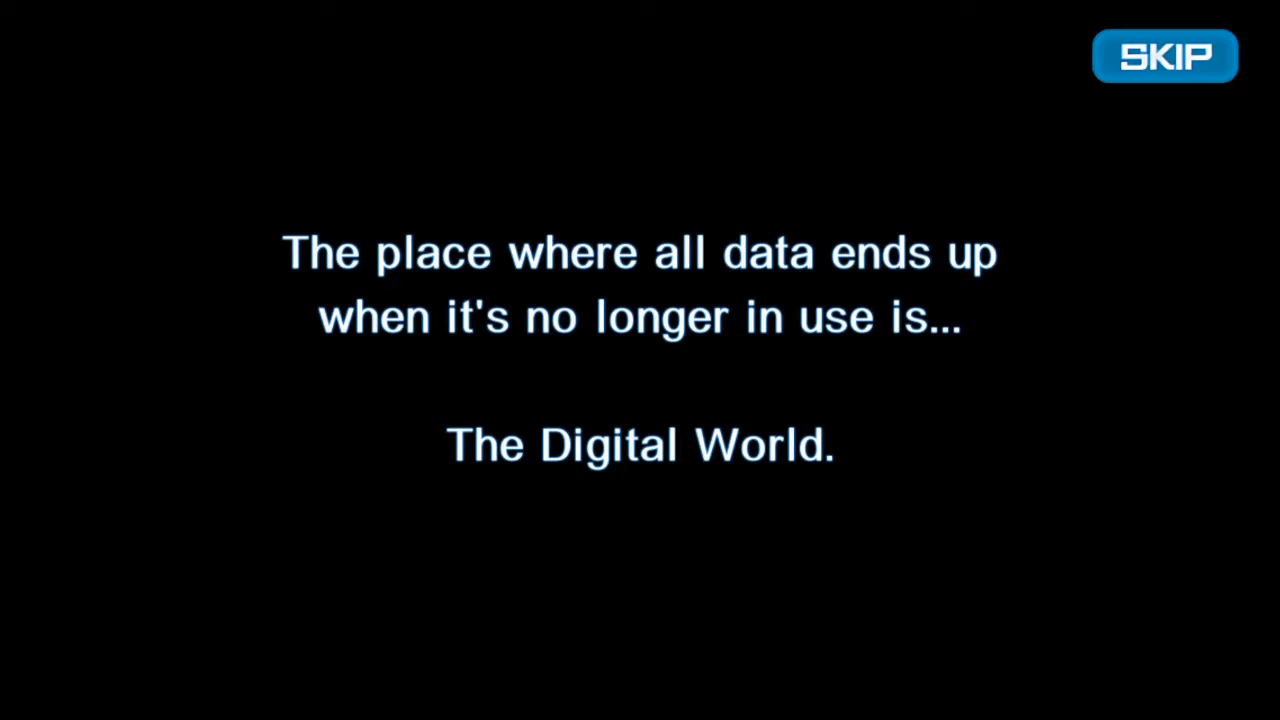 SKIP
The place where all data ends up
when it's no longer in use is...
The Digital World.